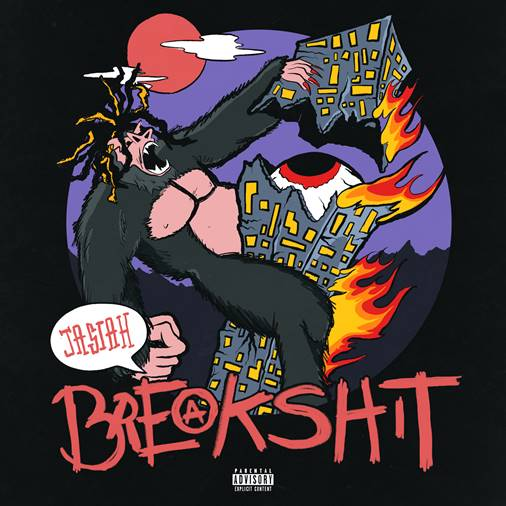 JASIAH
BREAKSHIT
PARENTAL
ADVISORY
EXPLICIT CONTENT